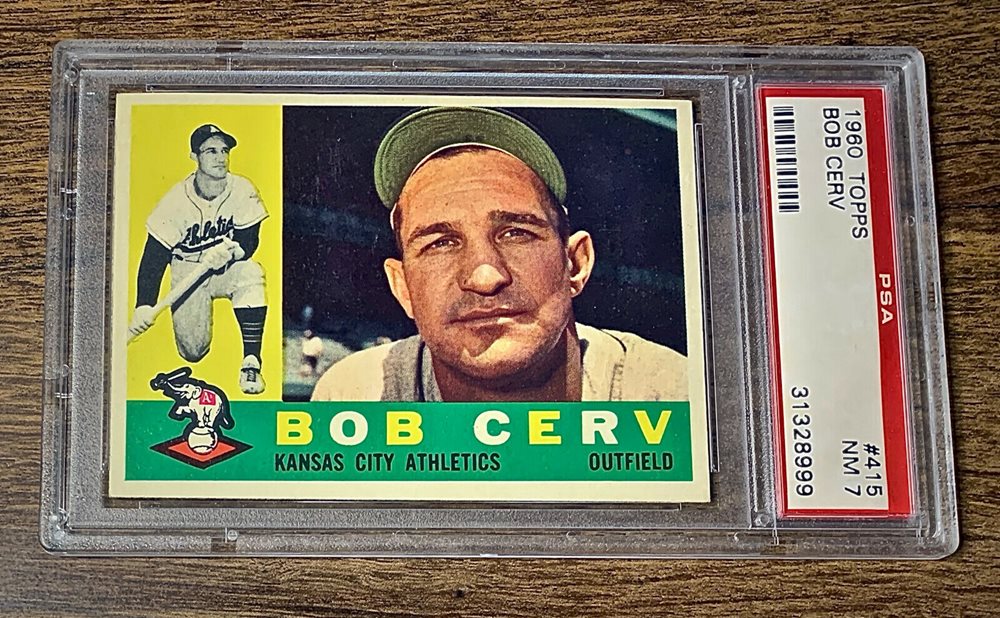 Athletics
A's
BOB CERV
KANSAS CITY ATHLETICS OUTFIELD
1960 TOPPS
BOB CERV
PSA
#415
NM 7
31328999